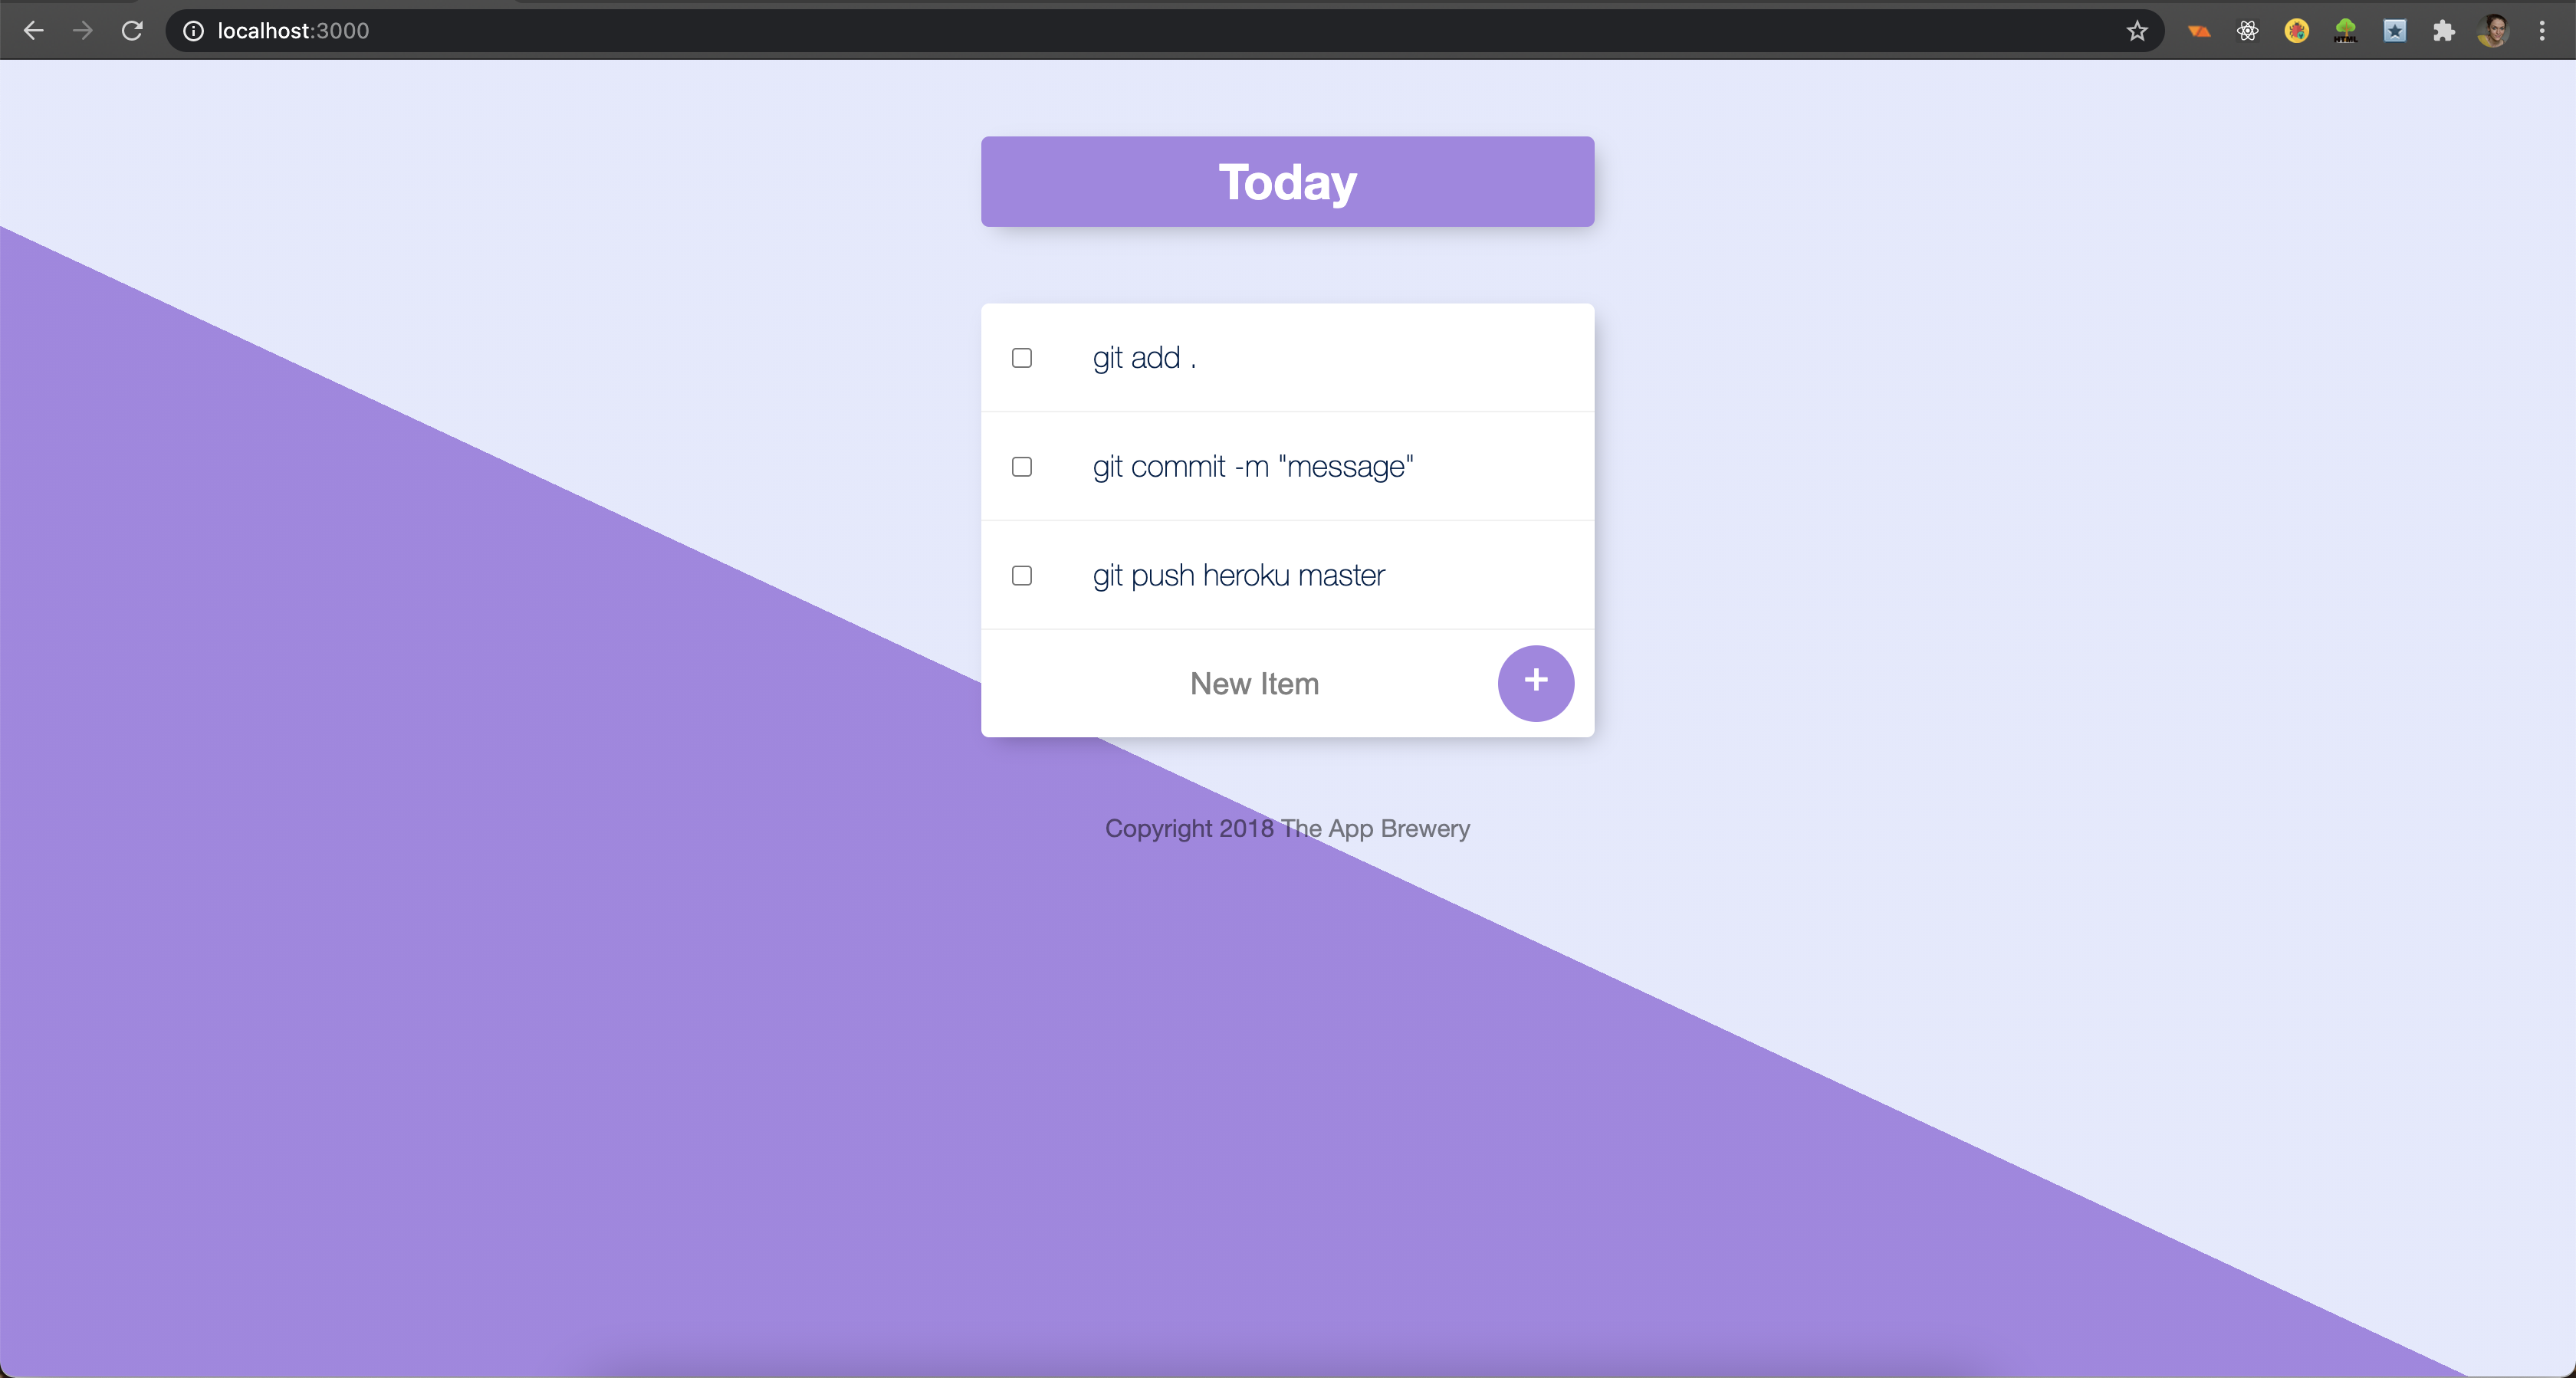 localhost:3000
HTML
Today
git add .
git commit -m "message"
git push heroku master
New Item
+
Copyright 2018 The App Brewery